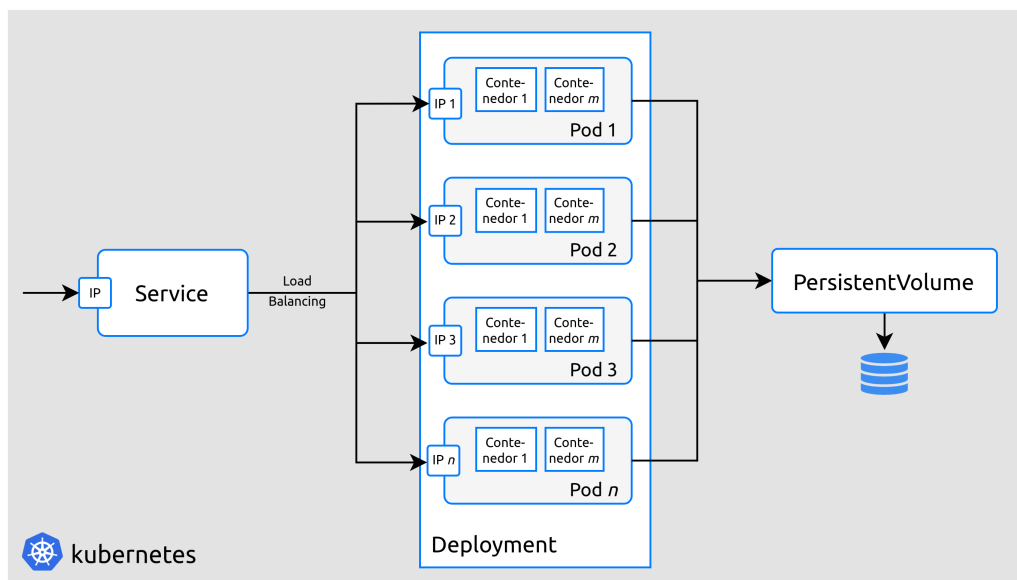 IP
Service
Load
Balancing
IP 1
Conte-
nedor 1
Conte-
nedor m
Pod 1
IP 2
Conte-
nedor 1
Conte-
nedor m
Pod 2
IP 3
Conte-
nedor 1
Conte-
nedor m
Pod 3
IP n
Conte-
nedor 1
Conte-
nedor m
Pod n
Deployment
PersistentVolume
kubernetes